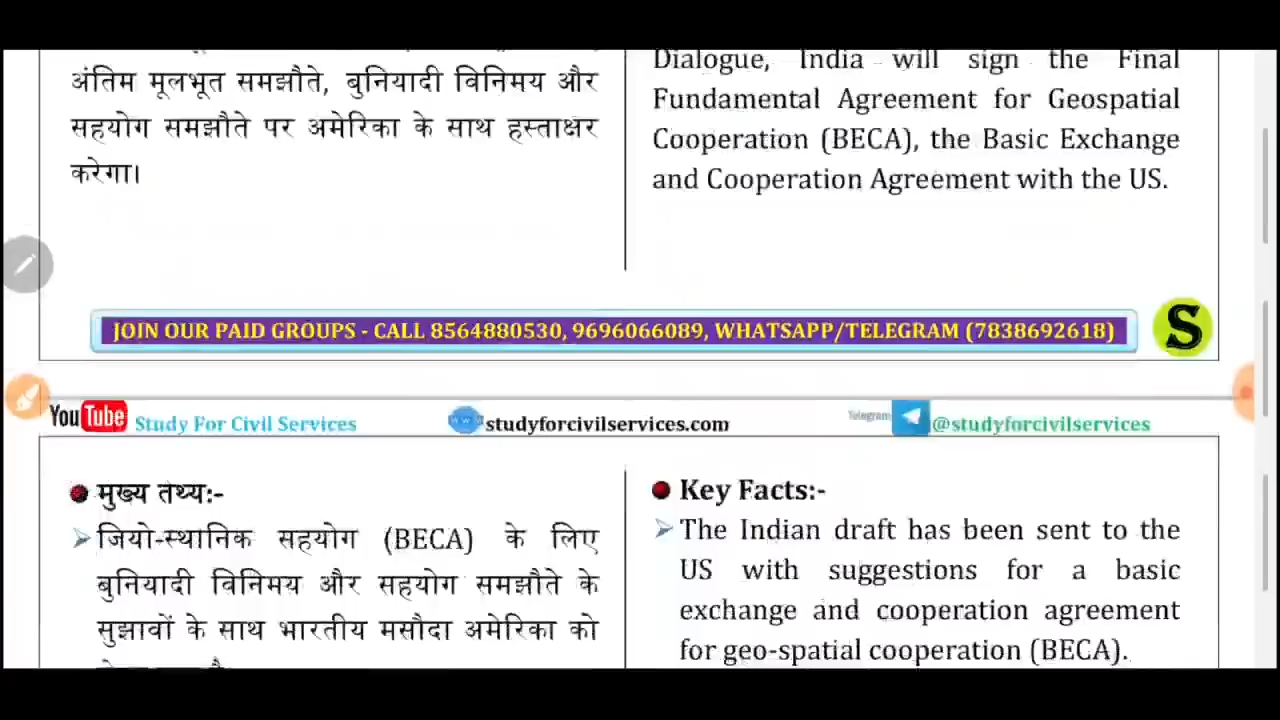 अंतिम मूलभूत समझौते, बुनियादी विनिमय और
सहयोग समझौते पर अमेरिका के साथ हस्ताक्षर
करेगा।
Dialogue, India will sign the Final
Fundamental Agreement for Geospatial
Cooperation (BECA), the Basic Exchange
and Cooperation Agreement with the US.
JOIN OUR PAID GROUPS - CALL 8564880530, 9696066089, WHATSAPP/TELEGRAM (7838692618)
S
YouTube Study For Civil Services
www studyforcivilservices.com
Telegram @studyforcivilservices
मुख्य तथ्यः-
जियो-स्थानिक सहयोग (BECA) के लिए
बुनियादी विनिमय और सहयोग समझौते के
सुझावों के साथ भारतीय मसौदा अमेरिका को
Key Facts:-
The Indian draft has been sent to the
US with suggestions for a basic
exchange and cooperation agreement
for geo-spatial cooperation (BECA).